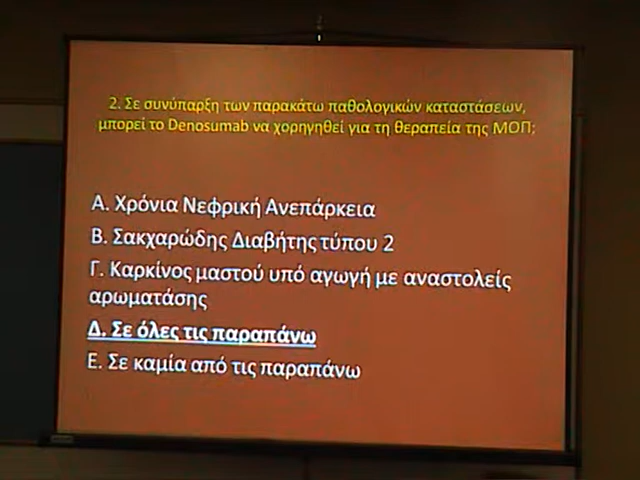 2. Σε συνύπαρξη των παρακάτω παθολογικών καταστάσεων,
μπορεί το Denosumab να χορηγηθεί για τη θεραπεία της ΜΟΠ;
Α. Χρόνια Νεφρική Ανεπάρκεια
Β. Σακχαρώδης Διαβήτης τύπου 2
Γ. Καρκίνος μαστού υπό αγωγή με αναστολείς
αρωματάσης
Δ. Σε όλες τις παραπάνω
Ε. Σε καμία από τις παραπάνω